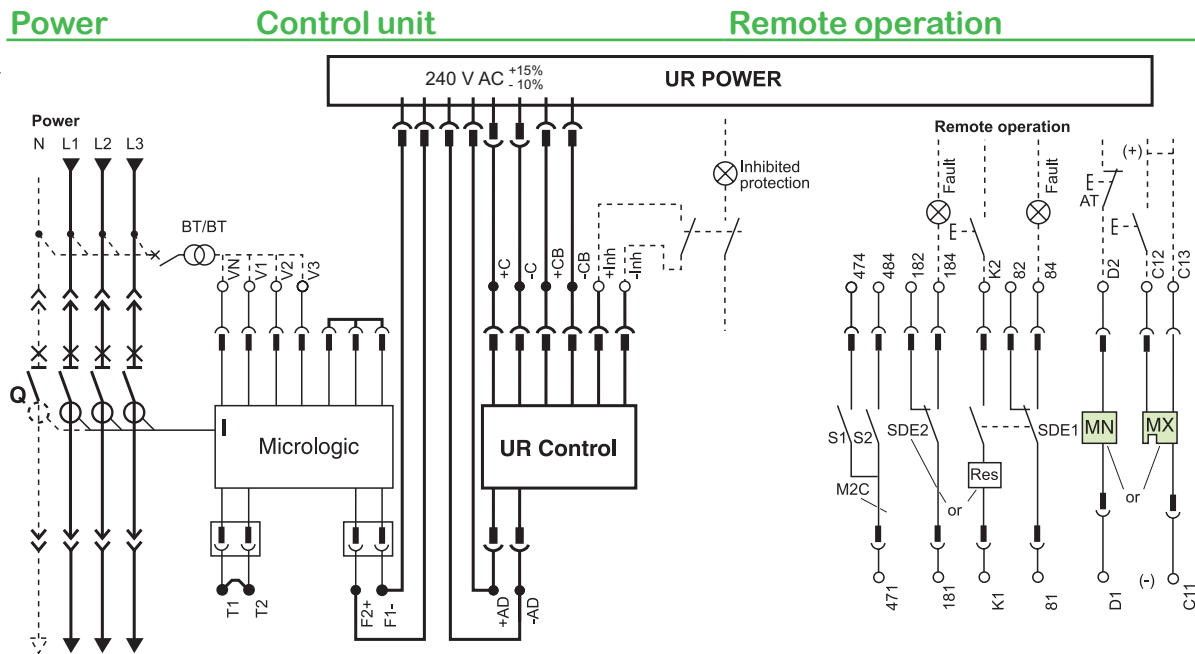 Power
Control unit
Remote operation
240 V AC +15% - 10%
UR POWER
Power
N L1 L2 L3
BT/BT
VN V1 V2 V3
+C -C +CB -CB +Inh -Inh
Inhibited
protection
Remote operation
Fault
Fault
(+)
E
AT
E
E
474 484 182 184 K2 82 84 D2 C12 C13
Q
I
Micrologic
UR Control
S1 S2 SDE2 SDE1 MN MX
Res
M2C
or
or
T1 T2
F2+ F1-
+AD -AD
471 181 K1 81 D1 (-) C11